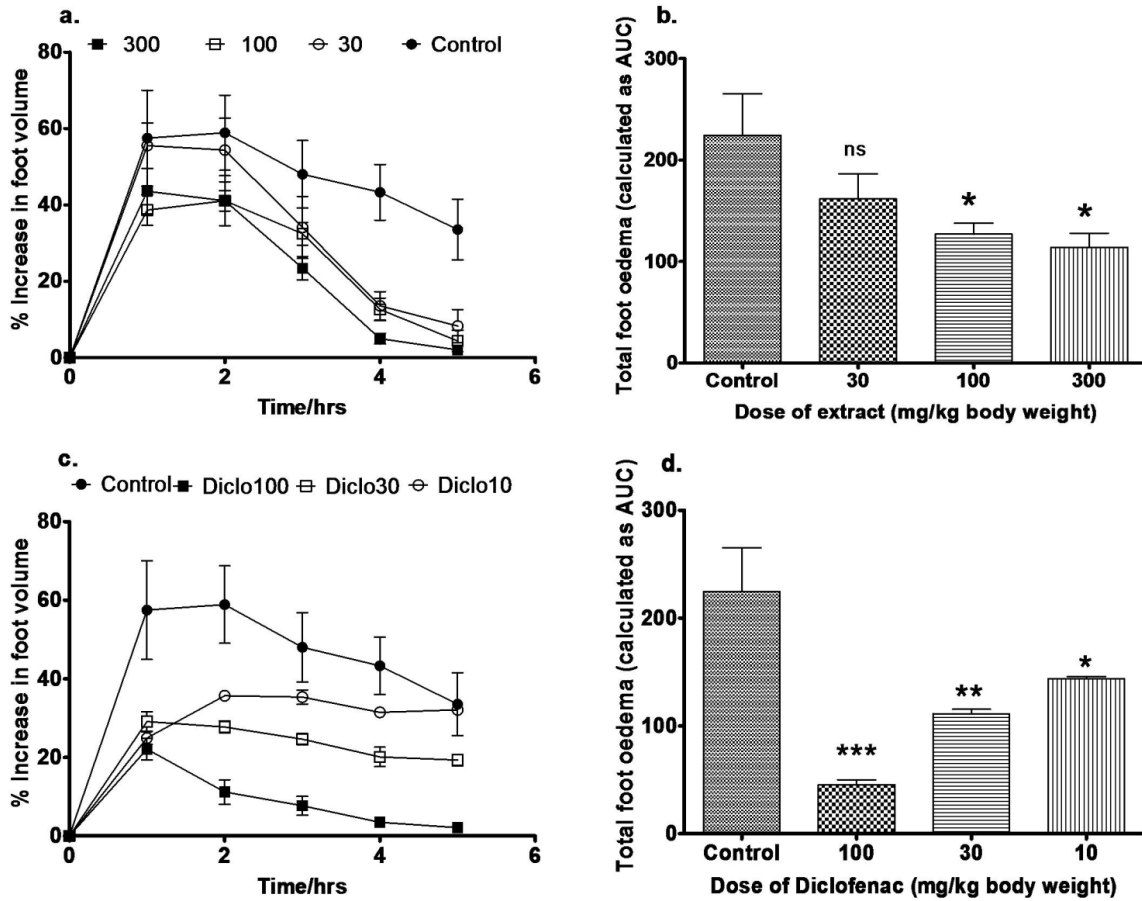 a.
300 100 30 Control
80
60
40
20
0
0 2 4 6
% Increase in foot volume
Time/hrs
b.
300
200
100
0
ns
*
*
Control 30 100 300
Total foot oedema (calculated as AUC)
Dose of extract (mg/kg body weight)
c.
Control Diclo100 Diclo30 Diclo10
80
60
40
20
0
0 2 4 6
% Increase in foot volume
Time/hrs
d.
300
200
100
0
***
**
*
Control 100 30 10
Total foot oedema (calculated as AUC)
Dose of Diclofenac (mg/kg body weight)